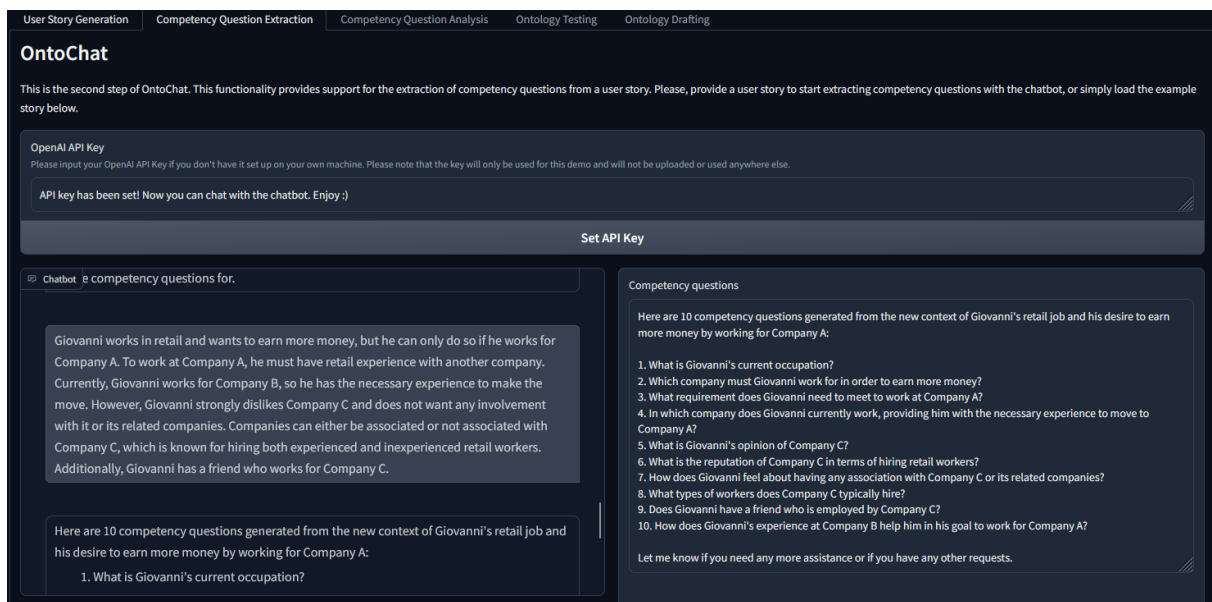 User Story Generation
Competency Question Extraction
Competency Question Analysis
Ontology Testing
Ontology Drafting
OntoChat
This is the second step of OntoChat. This functionality provides support for the extraction of competency questions from a user story. Please, provide a user story to start extracting competency questions with the chatbot, or simply load the example
story below.
OpenAI API Key
Please input your OpenAI API Key if you don't have it set up on your own machine. Please note that the key will only be used for this demo and will not be uploaded or used anywhere else.
API key has been set! Now you can chat with the chatbot. Enjoy :)
Set API Key
Chatbot
e competency questions for.
Giovanni works in retail and wants to earn more money, but he can only do so if he works for
Company A. To work at Company A, he must have retail experience with another company.
Currently, Giovanni works for Company B, so he has the necessary experience to make the
move. However, Giovanni strongly dislikes Company C and does not want any involvement
with it or its related companies. Companies can either be associated or not associated with
Company C, which is known for hiring both experienced and inexperienced retail workers.
Additionally, Giovanni has a friend who works for Company C.
Here are 10 competency questions generated from the new context of Giovanni's retail job and
his desire to earn more money by working for Company A:
1. What is Giovanni's current occupation?
Competency questions
Here are 10 competency questions generated from the new context of Giovanni's retail job and his desire to earn
more money by working for Company A:
1. What is Giovanni's current occupation?
2. Which company must Giovanni work for in order to earn more money?
3. What requirement does Giovanni need to meet to work at Company A?
4. In which company does Giovanni currently work, providing him with the necessary experience to move to
Company A?
5. What is Giovanni's opinion of Company C?
6. What is the reputation of Company C in terms of hiring retail workers?
7. How does Giovanni feel about having any association with Company C or its related companies?
8. What types of workers does Company C typically hire?
9. Does Giovanni have a friend who is employed by Company C?
10. How does Giovanni's experience at Company B help him in his goal to work for Company A?
Let me know if you need any more assistance or if you have any other requests.